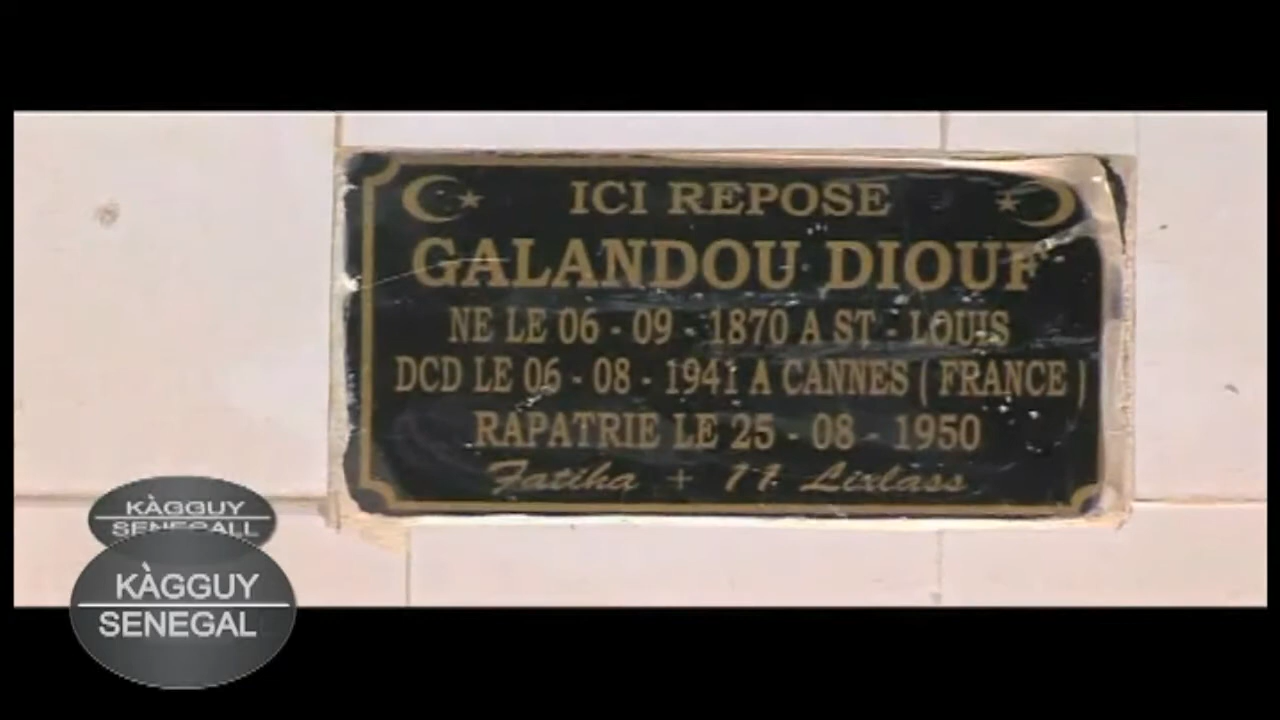 ICI REPOSE
GALANDOU DIOUF
NE LE 06 - 09 - 1870 A ST - LOUIS
DCD LE 06 - 08 - 1941 A CANNES ( FRANCE )
RAPATRIE LE 25 - 08 - 1950
Fatiha + 11 Lixlass
KÀGGUY
SENEGALL
KÀGGUY
SENEGAL